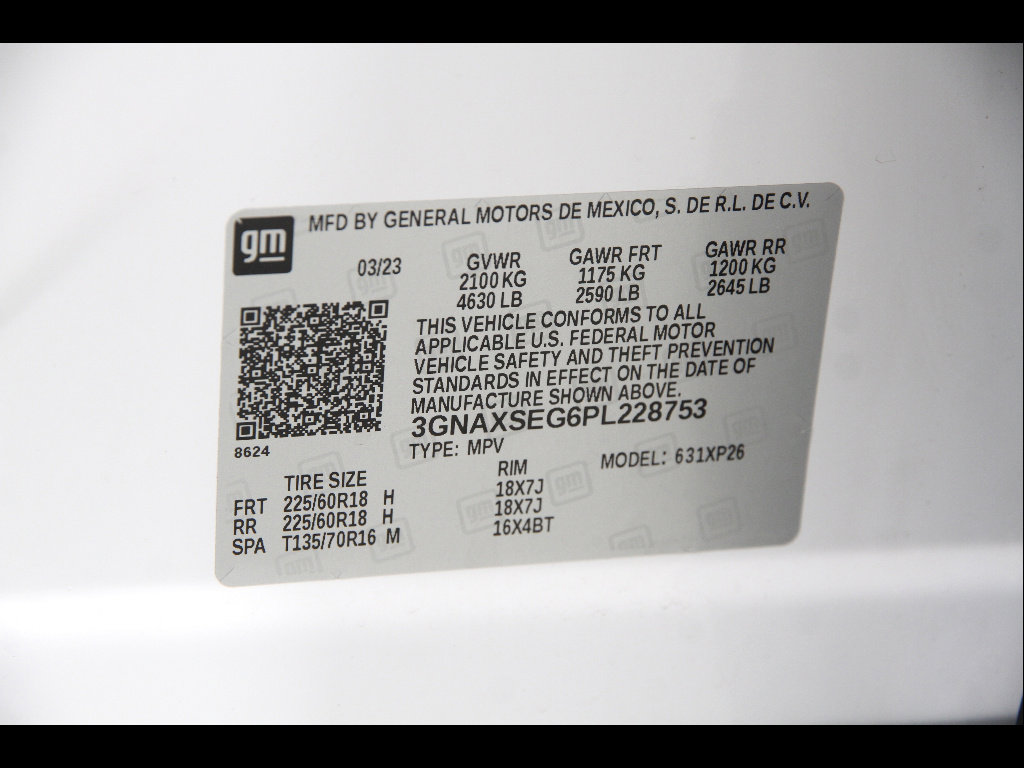 gm MFD BY GENERAL MOTORS DE MEXICO, S. DE R.L. DE C.V.
03/23
GVWR GAWR FRT GAWR RR
2100 KG 1175 KG 1200 KG
4630 LB 2590 LB 2645 LB
THIS VEHICLE CONFORMS TO ALL
APPLICABLE U.S. FEDERAL MOTOR
VEHICLE SAFETY AND THEFT PREVENTION
STANDARDS IN EFFECT ON THE DATE OF
MANUFACTURE SHOWN ABOVE.
3GNAXSEG6PL228753
8624
TYPE: MPV MODEL: 631XP26
TIRE SIZE RIM
FRT 225/60R18 H 18X7J
RR 225/60R18 H 18X7J
SPA T135/70R16 M 16X4BT